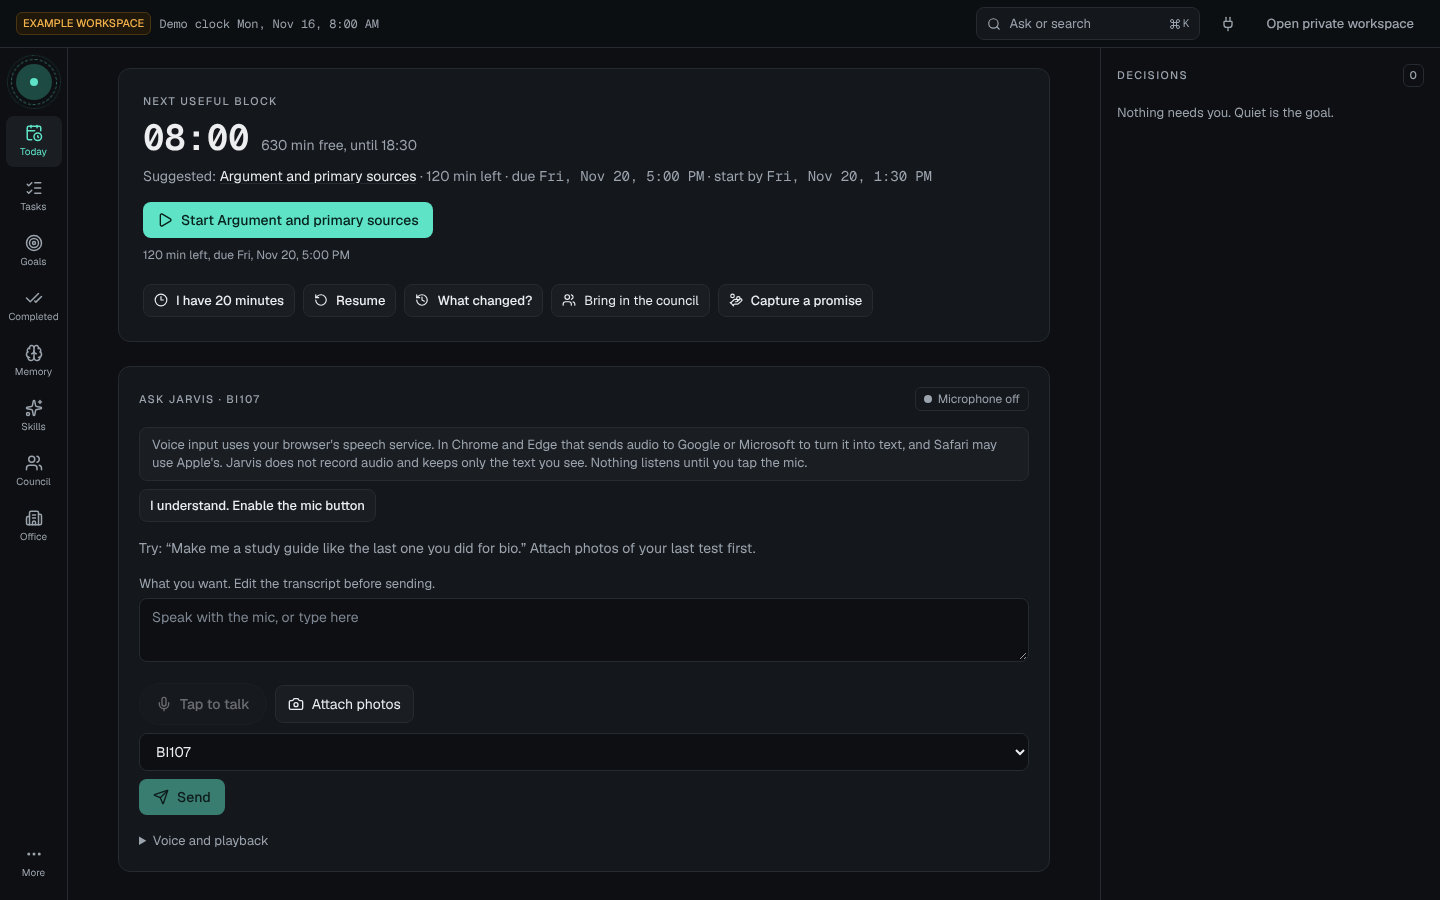 EXAMPLE WORKSPACE Demo clock Mon, Nov 16, 8:00 AM
Ask or search ⌘K
Open private workspace
Today
Tasks
Goals
Completed
Memory
Skills
Council
Office
More
NEXT USEFUL BLOCK
08:00 630 min free, until 18:30
Suggested: Argument and primary sources · 120 min left · due Fri, Nov 20, 5:00 PM · start by Fri, Nov 20, 1:30 PM
Start Argument and primary sources
120 min left, due Fri, Nov 20, 5:00 PM
I have 20 minutes
Resume
What changed?
Bring in the council
Capture a promise
ASK JARVIS · BI107
Microphone off
Voice input uses your browser's speech service. In Chrome and Edge that sends audio to Google or Microsoft to turn it into text, and Safari may
use Apple's. Jarvis does not record audio and keeps only the text you see. Nothing listens until you tap the mic.
I understand. Enable the mic button
Try: “Make me a study guide like the last one you did for bio.” Attach photos of your last test first.
What you want. Edit the transcript before sending.
Speak with the mic, or type here
Tap to talk
Attach photos
BI107
Send
Voice and playback
DECISIONS
0
Nothing needs you. Quiet is the goal.